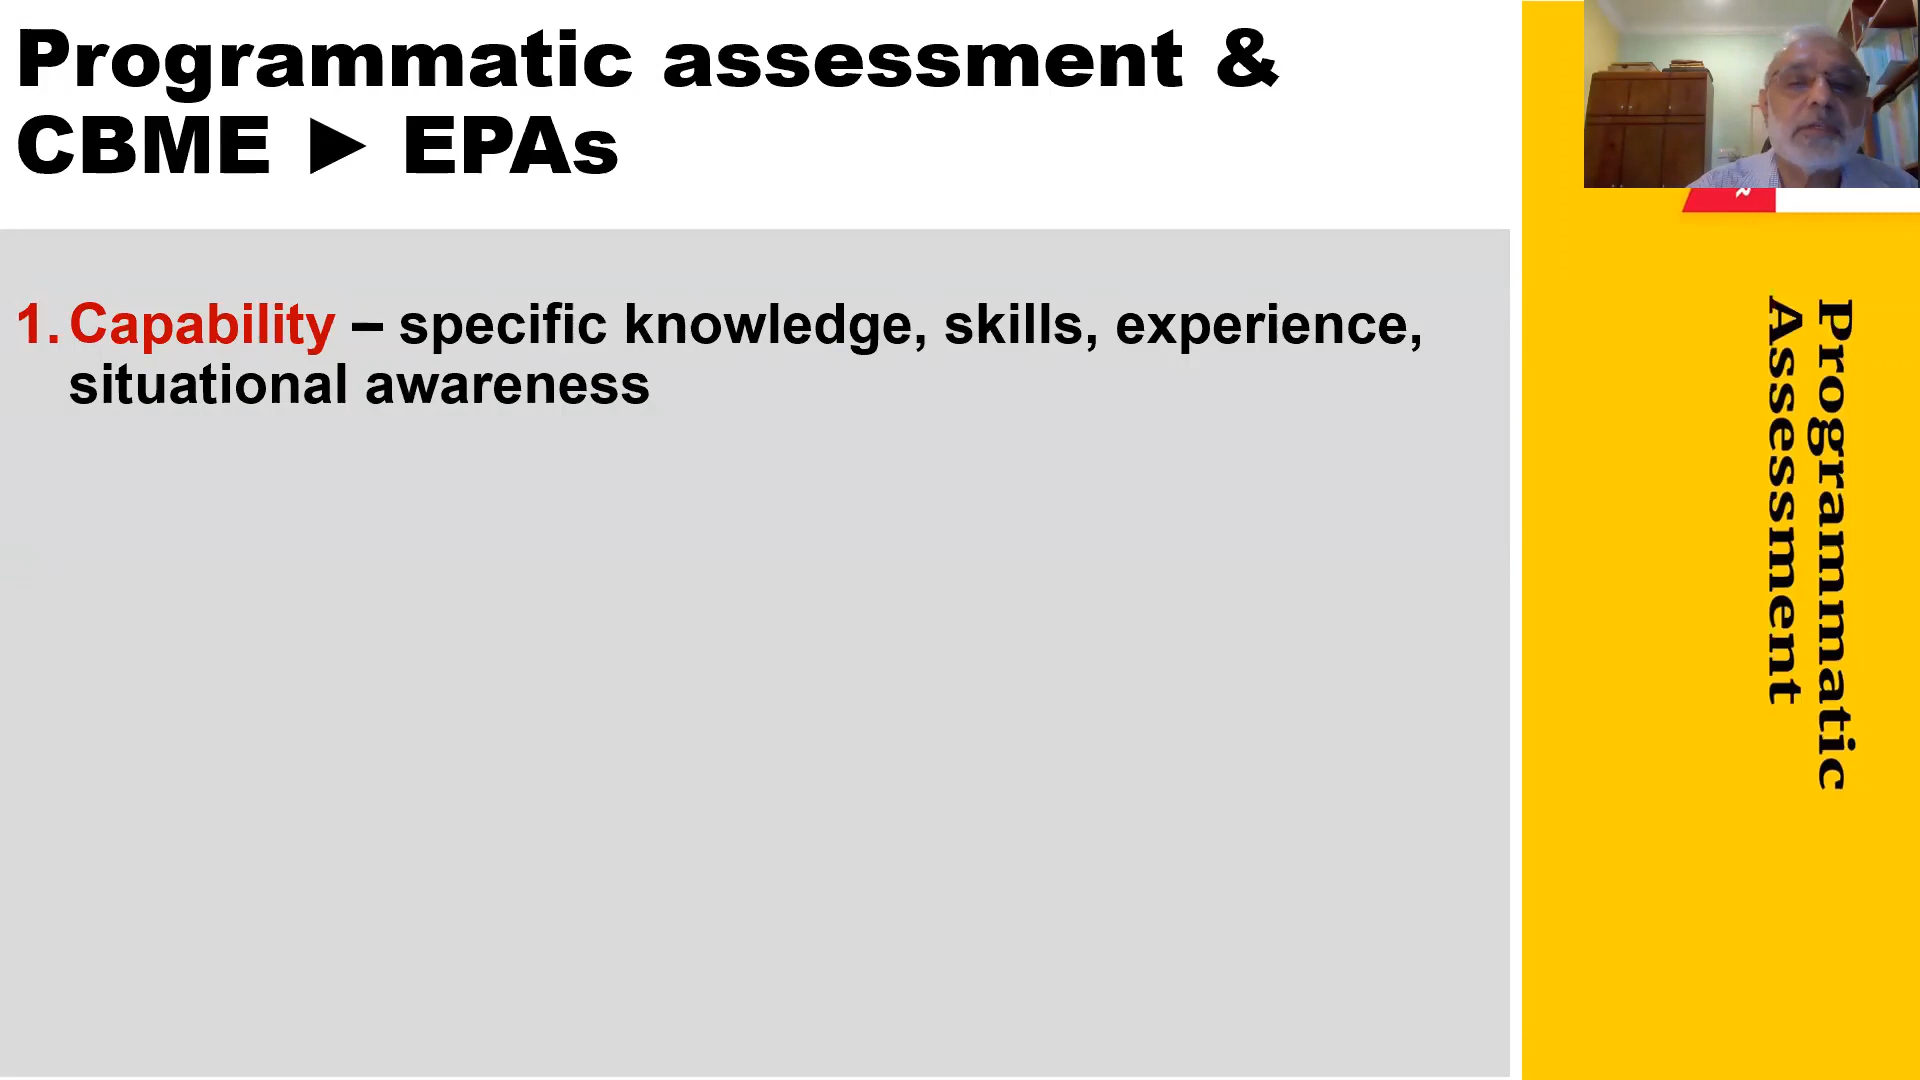 Programmatic assessment &
CBME ► EPAs
1. Capability – specific knowledge, skills, experience,
situational awareness
Programmatic
Assessment